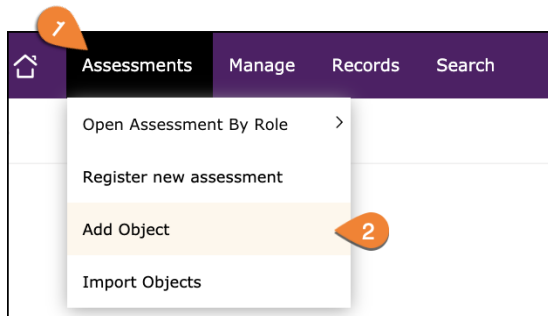 1
Assessments Manage Records Search
Open Assessment By Role
Register new assessment
Add Object
2
Import Objects